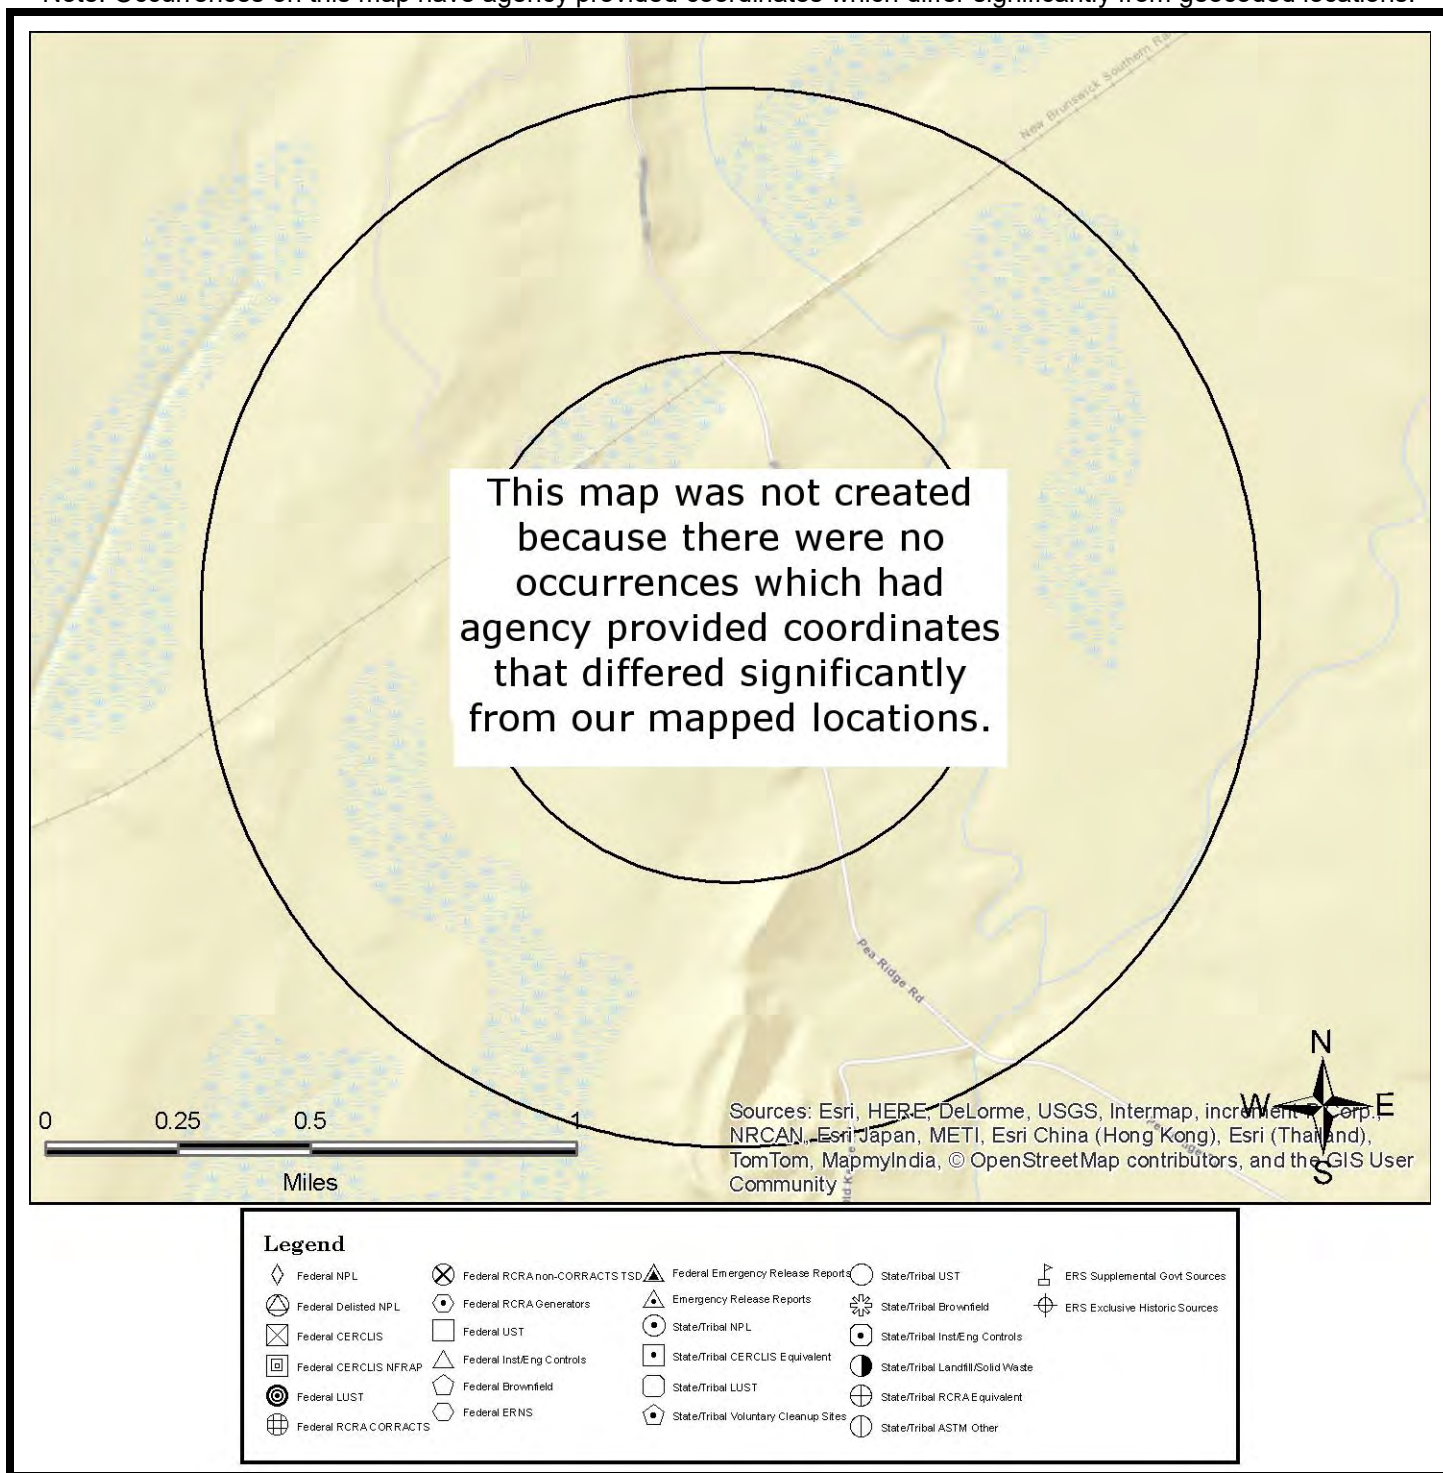 Note: Occurrences on this map have agency provided coordinates which differ significantly from geocoded locations.
New Brunswick Southern Ra
This map was not created
because there were no
occurrences which had
agency provided coordinates
that differed significantly
from our mapped locations.
Pea Ridge Rd
N
W E
S
0 0.25 0.5 1
Miles
Sources: Esri, HERE, DeLorme, USGS, Intermap, increment P Corp.,
NRCAN, Esri Japan, METI, Esri China (Hong Kong), Esri (Thailand),
TomTom, MapmyIndia, © OpenStreetMap contributors, and the GIS User
Community
Legend
Federal NPL
Federal Delisted NPL
Federal CERCLIS
Federal CERCLIS NFRAP
Federal LUST
Federal RCRA CORRACTS
Federal RCRA non-CORRACTS TSD
Federal RCRA Generators
Federal UST
Federal Inst/Eng Controls
Federal Brownfield
Federal ERNS
Federal Emergency Release Reports
Emergency Release Reports
State/Tribal NPL
State/Tribal CERCLIS Equivalent
State/Tribal LUST
State/Tribal Voluntary Cleanup Sites
State/Tribal UST
State/Tribal Brownfield
State/Tribal Inst/Eng Controls
State/Tribal Landfill/Solid Waste
State/Tribal RCRA Equivalent
State/Tribal ASTM Other
ERS Supplemental Govt Sources
ERS Exclusive Historic Sources